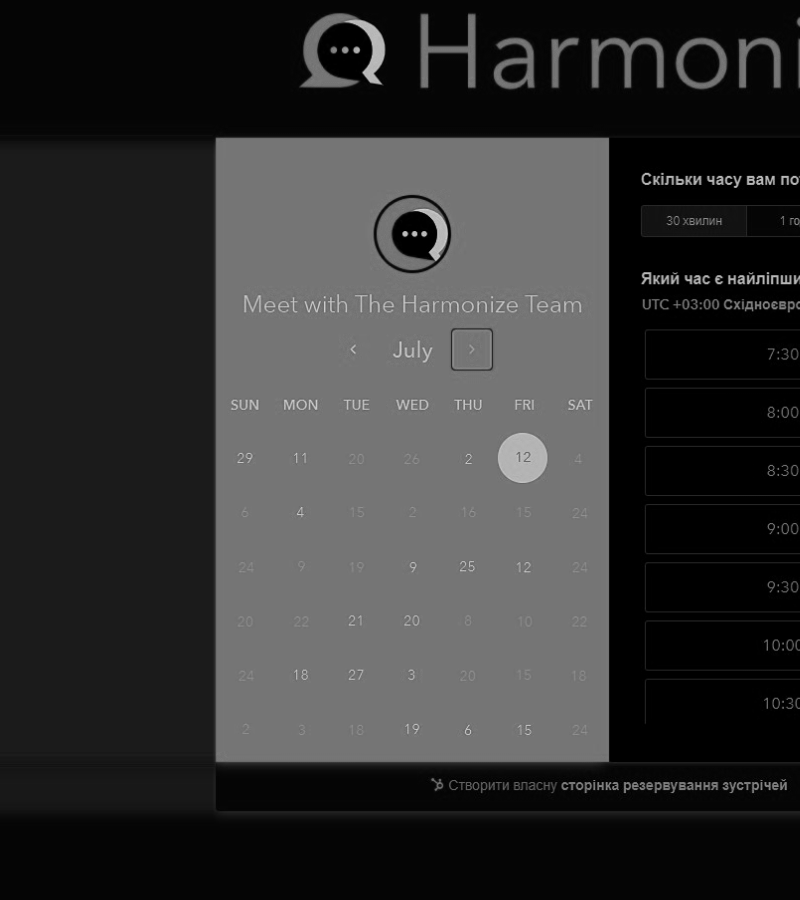 Harmoni
Meet with The Harmonize Team
July
SUN MON TUE WED THU FRI SAT
29 11 20 26 2 12 4
6 4 15 2 16 15 24
24 9 19 9 25 12 24
20 22 21 20 8 10 22
24 18 27 3 20 15 18
2 3 18 19 6 15 24
Скільки часу вам по
30 хвилин 1 го
Який час є найліпши
UTC +03:00 Східноєвро
7:30
8:00
8:30
9:00
9:30
10:00
10:30
Створити власну сторінка резервування зустрічей